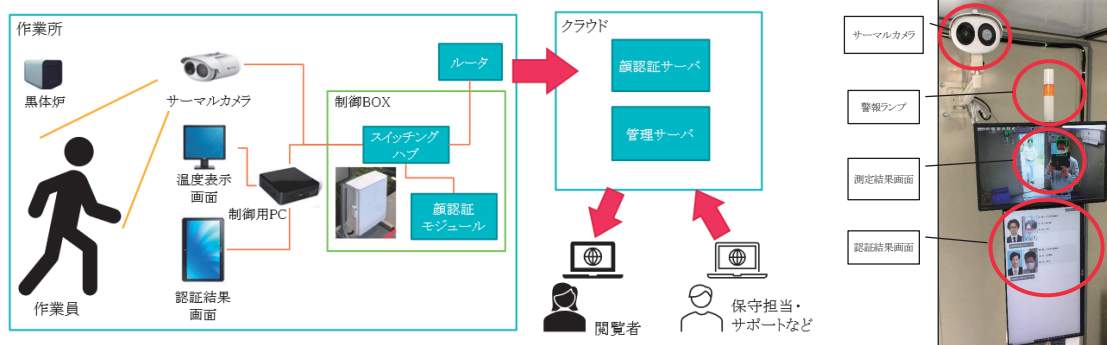 作業所
黒体炉
サーマルカメラ
ルータ
制御BOX
スイッチング
ハブ
温度表示
画面
制御用PC
顔認証
モジュール
認証結果
画面
作業員
クラウド
顔認証サーバ
管理サーバ
閲覧者
保守担当・
サポートなど
サーマルカメラ
警報ランプ
測定結果画面
認証結果画面